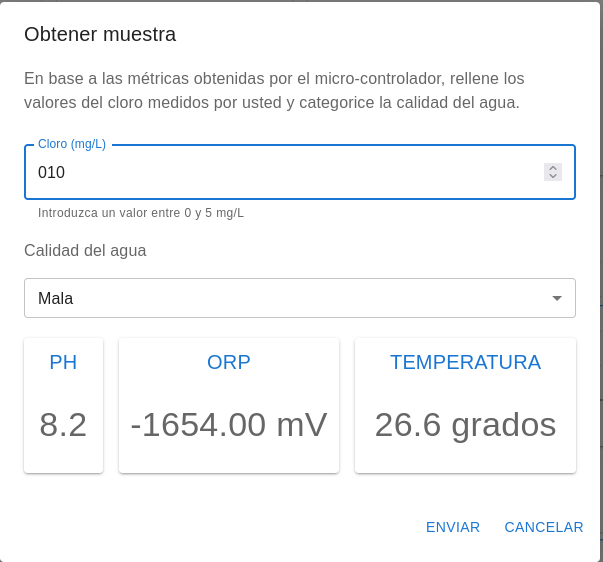 Obtener muestra
En base a las métricas obtenidas por el micro-controlador, rellene los
valores del cloro medidos por usted y categorice la calidad del agua.
Cloro (mg/L)
010
Introduzca un valor entre 0 y 5 mg/L
Calidad del agua
Mala
PH
8.2
ORP
-1654.00 mV
TEMPERATURA
26.6 grados
ENVIAR CANCELAR